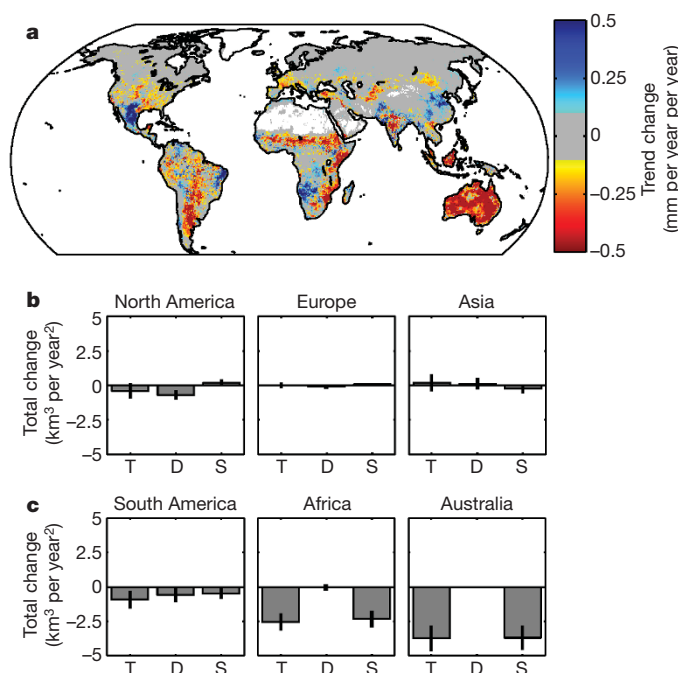 a
0.5
0.25
0
−0.25
−0.5
Trend change
(mm per year per year)
b
North America Europe Asia
Total change
(km³ per year²)
5
2.5
0
−2.5
−5
T D S T D S T D S
c
South America Africa Australia
Total change
(km³ per year²)
5
2.5
0
−2.5
−5
T D S T D S T D S